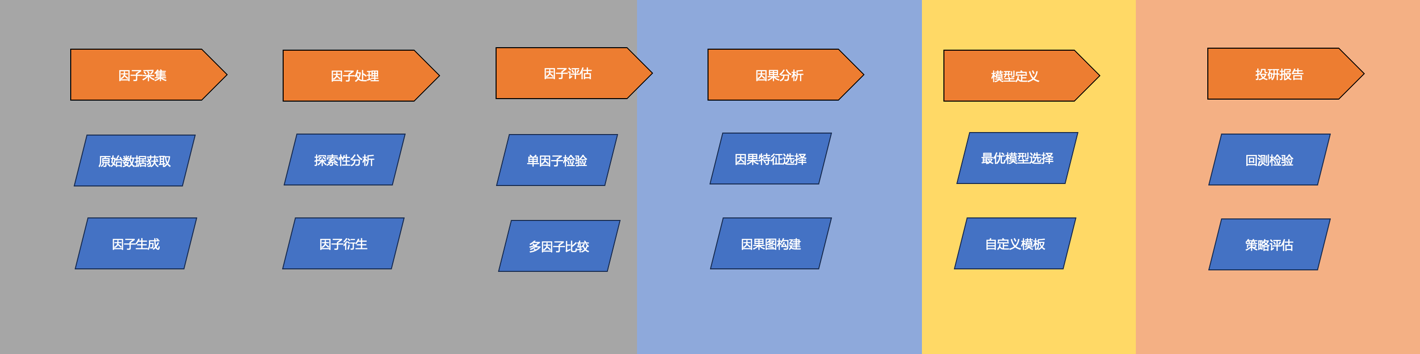 因子采集
因子处理
因子评估
因果分析
模型定义
投研报告
原始数据获取
探索性分析
单因子检验
因果特征选择
最优模型选择
回测检验
因子生成
因子衍生
多因子比较
因果图构建
自定义模板
策略评估